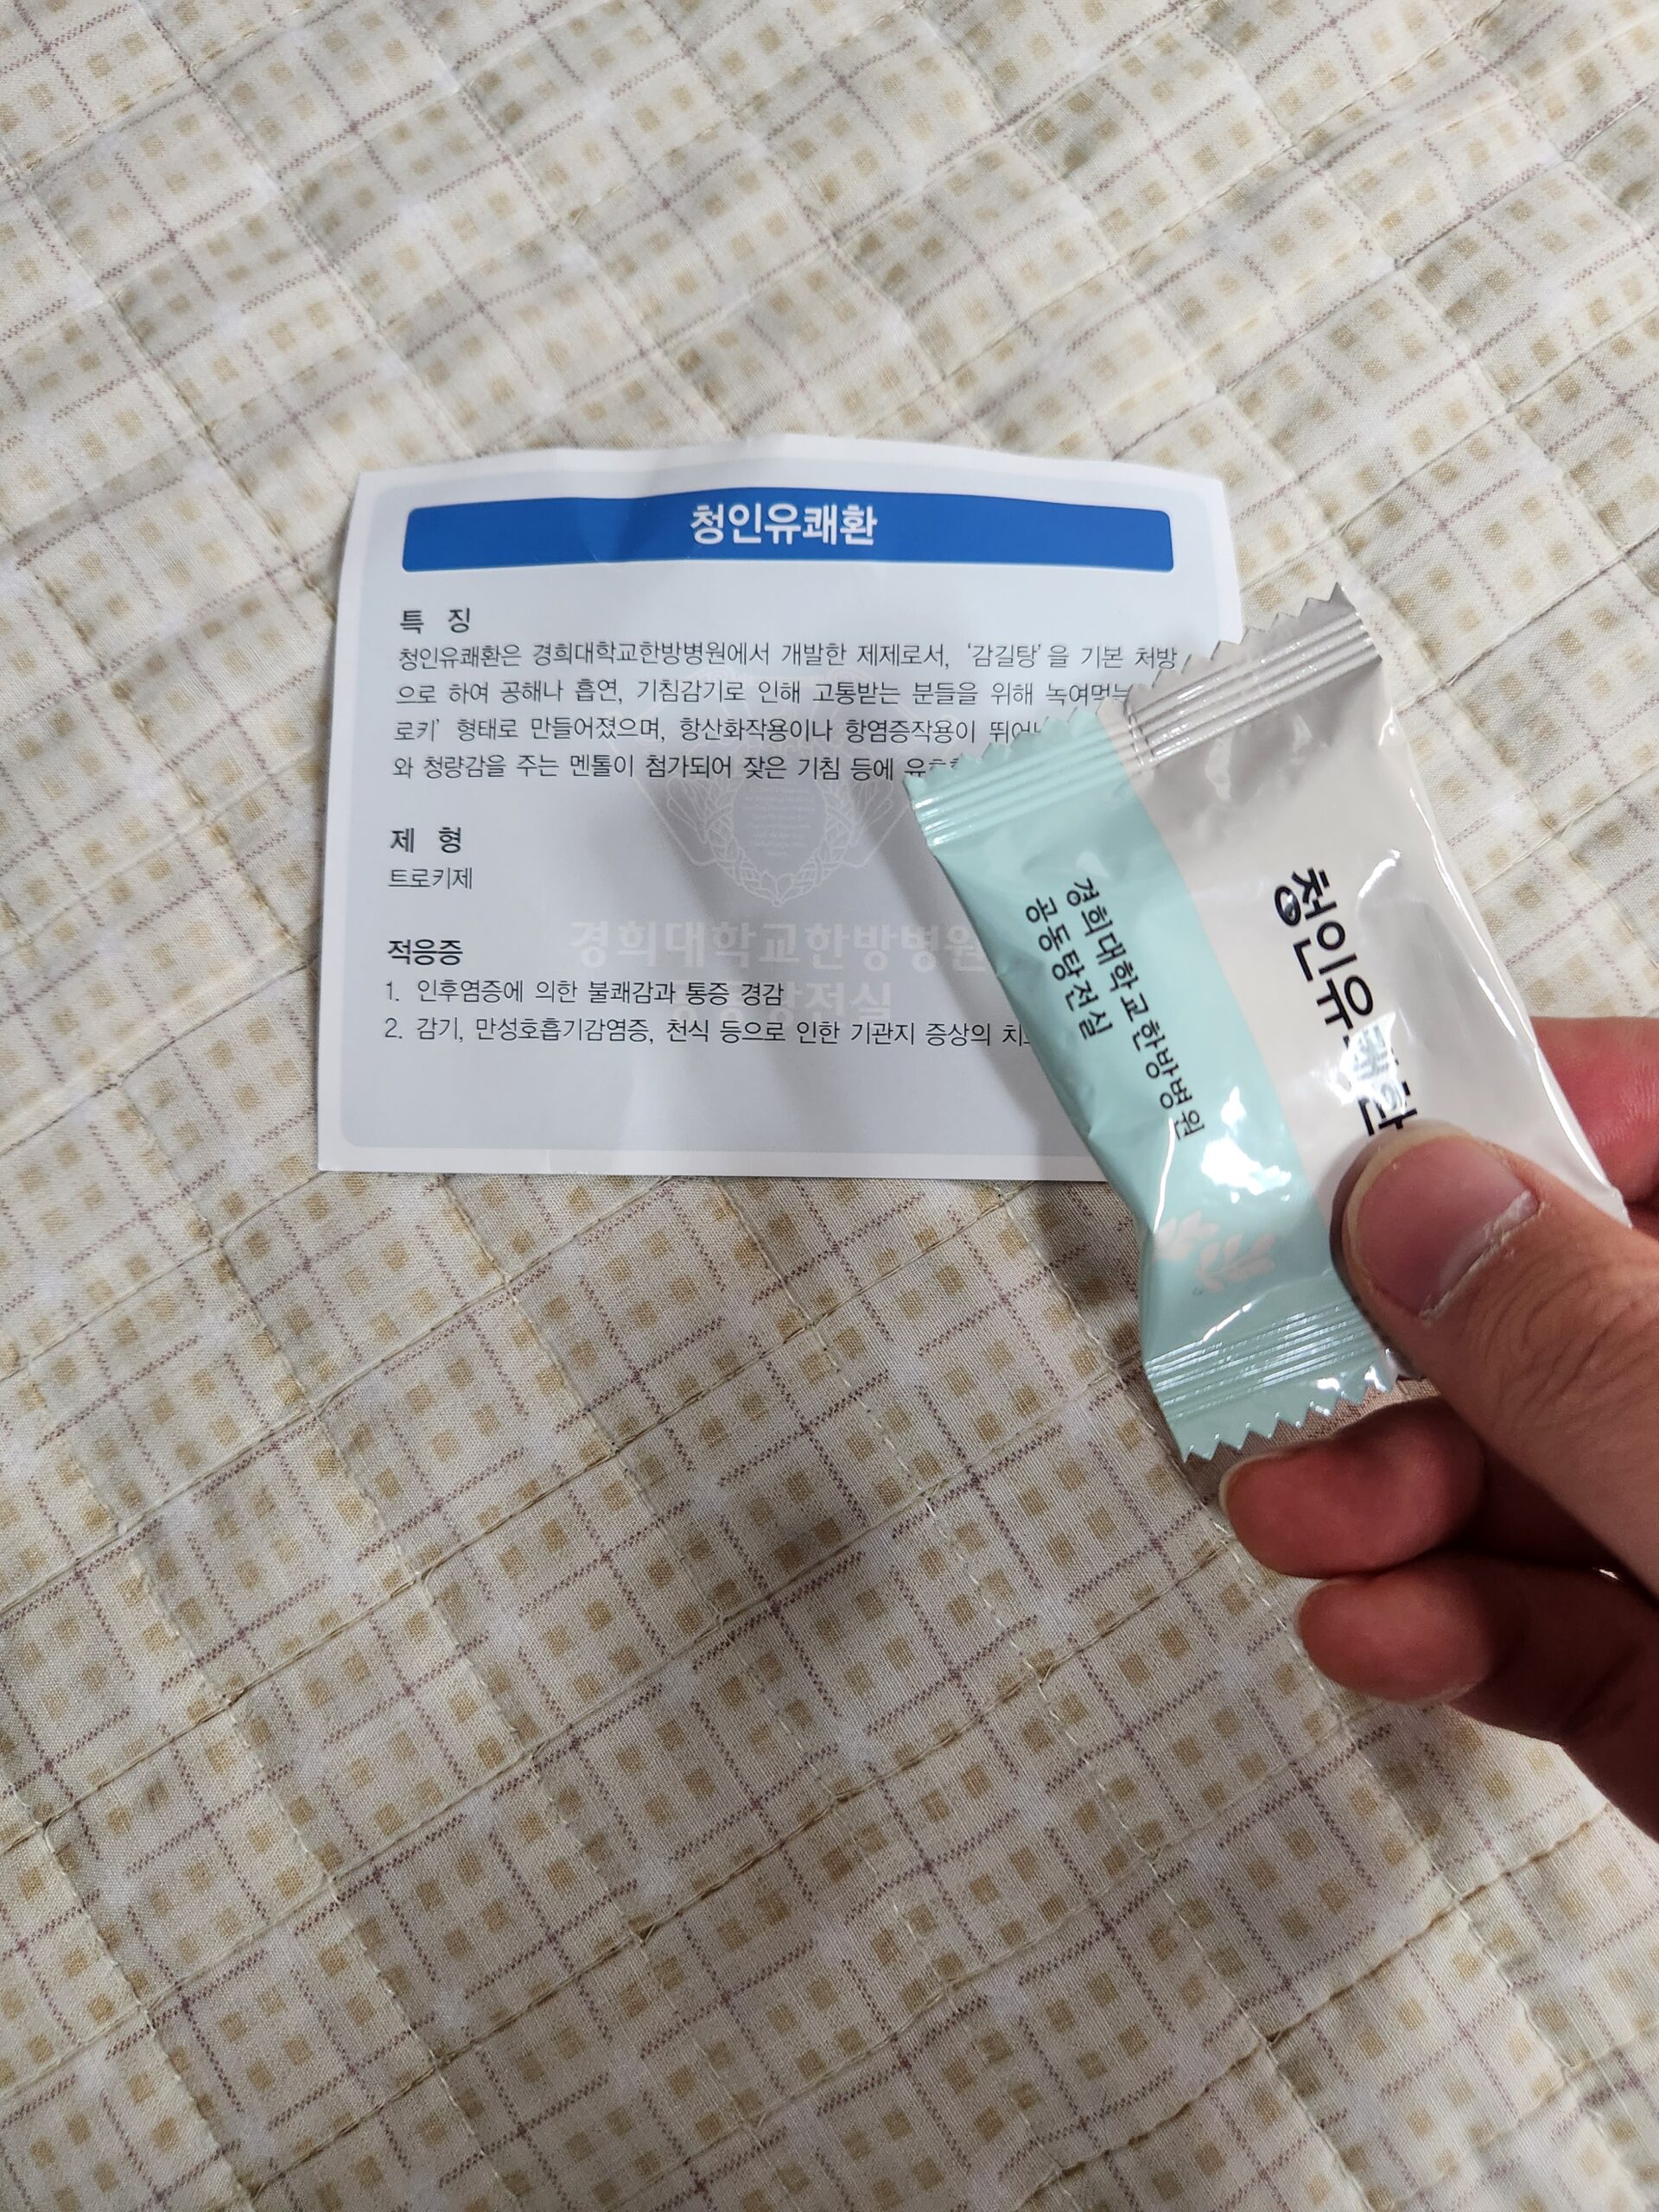 청인유쾌환
특 징
청인유쾌환은 경희대학교한방병원에서 개발한 제제로서, '감길탕'을 기본 처방
으로 하여 공해나 흡연, 기침감기로 인해 고통받는 분들을 위해
로키' 형태로 만들어졌으며, 항산화작용이나 항염증작용이
와 청량감을 주는 멘톨이 첨가되어 잦은 기침 등에
제 형
트로키제
적응증
1. 인후염증에 의한 불쾌감과 통증 경감
2. 감기, 만성호흡기감염증, 천식 등으로 인한 기관지 증상의
경희대학교한방병원
경희대학교한방병원
공동탕전실